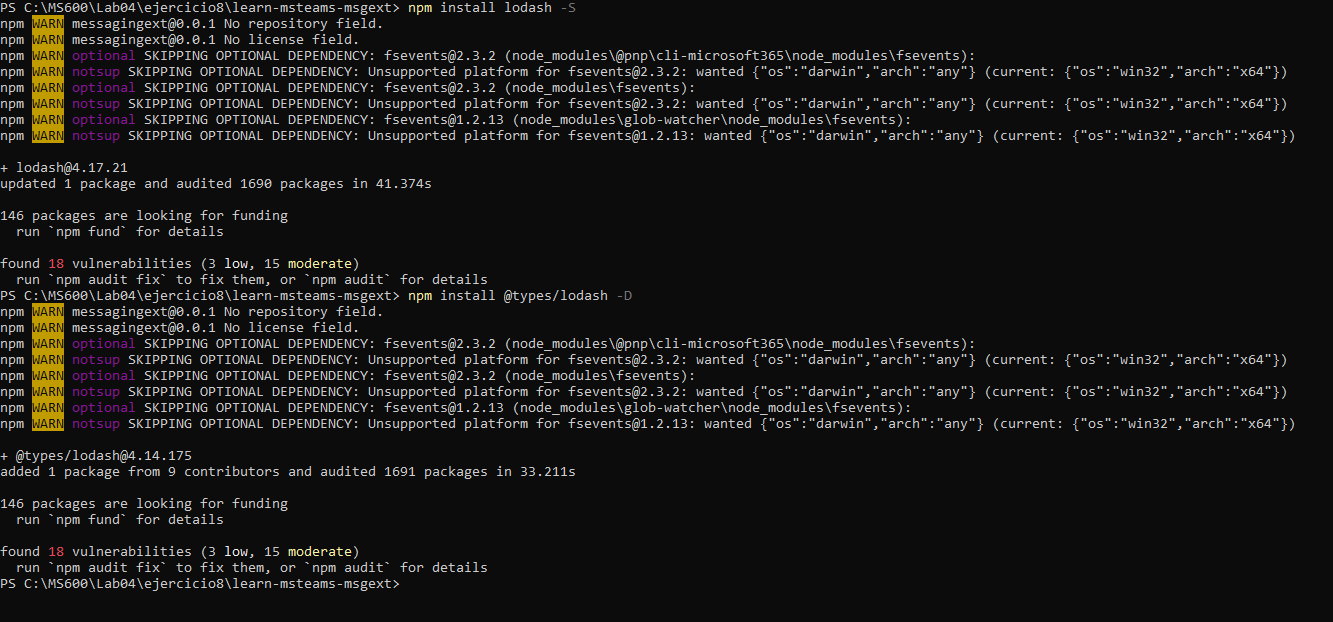 PS C:\MS600\Lab04\ejercicio8\learn-msteams-msgext> npm install lodash -S
npm WARN messagingext@0.0.1 No repository field.
npm WARN messagingext@0.0.1 No license field.
npm WARN optional SKIPPING OPTIONAL DEPENDENCY: fsevents@2.3.2 (node_modules\@pnp\cli-microsoft365\node_modules\fsevents):
npm WARN notsup SKIPPING OPTIONAL DEPENDENCY: Unsupported platform for fsevents@2.3.2: wanted {"os":"darwin","arch":"any"} (current: {"os":"win32","arch":"x64"})
npm WARN optional SKIPPING OPTIONAL DEPENDENCY: fsevents@2.3.2 (node_modules\fsevents):
npm WARN notsup SKIPPING OPTIONAL DEPENDENCY: Unsupported platform for fsevents@2.3.2: wanted {"os":"darwin","arch":"any"} (current: {"os":"win32","arch":"x64"})
npm WARN optional SKIPPING OPTIONAL DEPENDENCY: fsevents@1.2.13 (node_modules\glob-watcher\node_modules\fsevents):
npm WARN notsup SKIPPING OPTIONAL DEPENDENCY: Unsupported platform for fsevents@1.2.13: wanted {"os":"darwin","arch":"any"} (current: {"os":"win32","arch":"x64"})

+ lodash@4.17.21
updated 1 package and audited 1690 packages in 41.374s

146 packages are looking for funding
  run `npm fund` for details

found 18 vulnerabilities (3 low, 15 moderate)
  run `npm audit fix` to fix them, or `npm audit` for details
PS C:\MS600\Lab04\ejercicio8\learn-msteams-msgext> npm install @types/lodash -D
npm WARN messagingext@0.0.1 No repository field.
npm WARN messagingext@0.0.1 No license field.
npm WARN optional SKIPPING OPTIONAL DEPENDENCY: fsevents@2.3.2 (node_modules\@pnp\cli-microsoft365\node_modules\fsevents):
npm WARN notsup SKIPPING OPTIONAL DEPENDENCY: Unsupported platform for fsevents@2.3.2: wanted {"os":"darwin","arch":"any"} (current: {"os":"win32","arch":"x64"})
npm WARN optional SKIPPING OPTIONAL DEPENDENCY: fsevents@2.3.2 (node_modules\fsevents):
npm WARN notsup SKIPPING OPTIONAL DEPENDENCY: Unsupported platform for fsevents@2.3.2: wanted {"os":"darwin","arch":"any"} (current: {"os":"win32","arch":"x64"})
npm WARN optional SKIPPING OPTIONAL DEPENDENCY: fsevents@1.2.13 (node_modules\glob-watcher\node_modules\fsevents):
npm WARN notsup SKIPPING OPTIONAL DEPENDENCY: Unsupported platform for fsevents@1.2.13: wanted {"os":"darwin","arch":"any"} (current: {"os":"win32","arch":"x64"})

+ @types/lodash@4.14.175
added 1 package from 9 contributors and audited 1691 packages in 33.211s

146 packages are looking for funding
  run `npm fund` for details

found 18 vulnerabilities (3 low, 15 moderate)
  run `npm audit fix` to fix them, or `npm audit` for details
PS C:\MS600\Lab04\ejercicio8\learn-msteams-msgext>